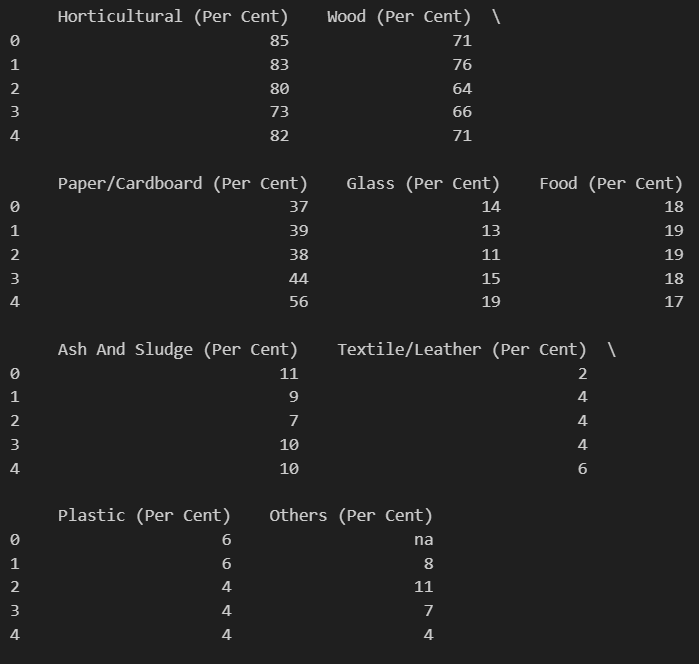 Horticultural (Per Cent) Wood (Per Cent) \
0 85 71
1 83 76
2 80 64
3 73 66
4 82 71
Paper/Cardboard (Per Cent) Glass (Per Cent) Food (Per Cent)
0 37 14 18
1 39 13 19
2 38 11 19
3 44 15 18
4 56 19 17
Ash And Sludge (Per Cent) Textile/Leather (Per Cent) \
0 11 2
1 9 4
2 7 4
3 10 4
4 10 6
Plastic (Per Cent) Others (Per Cent)
0 6 na
1 6 8
2 4 11
3 4 7
4 4 4